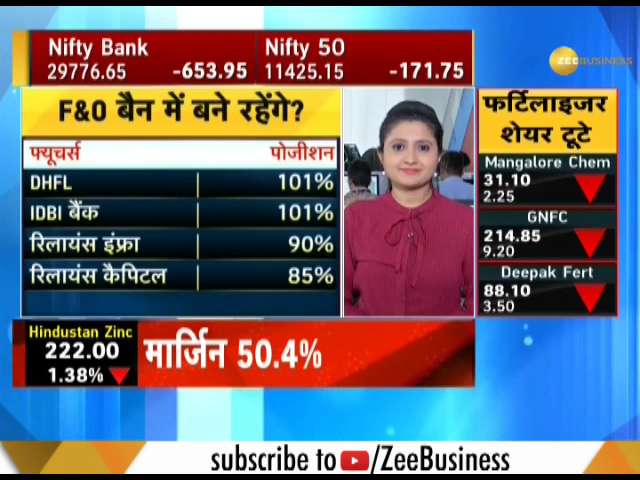 Nifty Bank
29776.65 -653.95
Nifty 50
11425.15 -171.75
ZEEBUSINESS
F&O बैन में बने रहेंगे?
फ्यूचर्स पोजीशन
DHFL 101%
IDBI बैंक 101%
रिलायंस इंफ्रा 90%
रिलायंस कैपिटल 85%
फर्टिलाइजर
शेयर टूटे
Mangalore Chem
31.10
2.25
GNFC
214.85
9.20
Deepak Fert
88.10
3.50
Hindustan Zinc
222.00
1.38%
मार्जिन 50.4%
subscribe to /ZeeBusiness